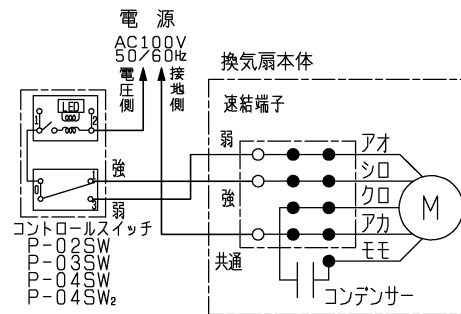 電 源
AC100V
50/60Hz
電圧側
接地側
換気扇本体
速結端子
LED
1
2
弱
アオ
強
シロ
0
1
3
強
クロ
M
弱
アカ
コントロールスイッチ
P-02SW
P-03SW
P-04SW
P-04SW₂
共通
モモ
コンデンサー